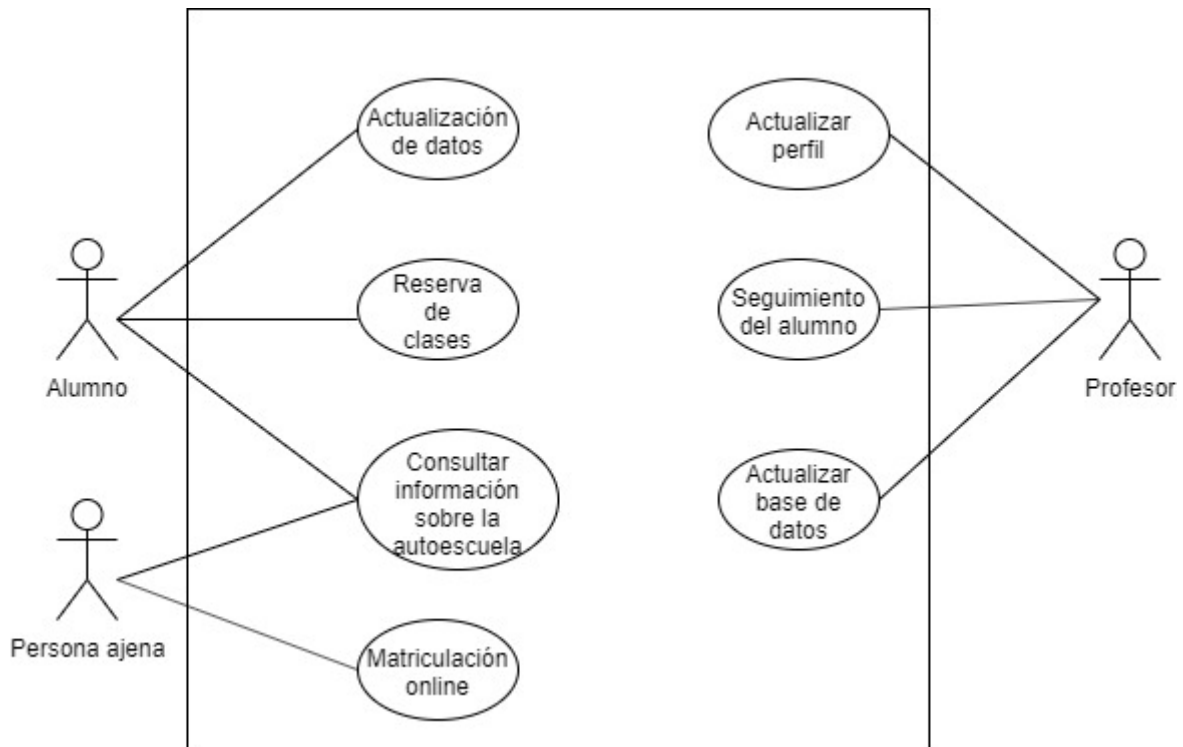 Actualización
de datos
Actualizar
perfil
Reserva
de
clases
Seguimiento
del alumno
Alumno
Profesor
Consultar
información
sobre la
autoescuela
Actualizar
base de
datos
Persona ajena
Matriculación
online